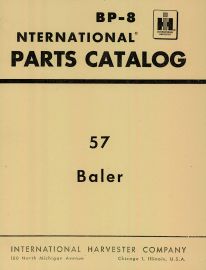 BP-8
NTERNATIONAL®
PARTS CATALOG
57
Baler
INTERNATIONAL HARVESTER COMPANY
180 North Michigan Avenue Chicago 1, Illinois, U.S.A.